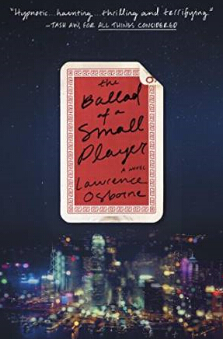 "Hypnotic...haunting...thrilling and terrifying."
—TASH AW, FOR ALL THINGS CONSIDERED
the
Ballad
of a
Small
Player
A NOVEL
Lawrence
Osborne